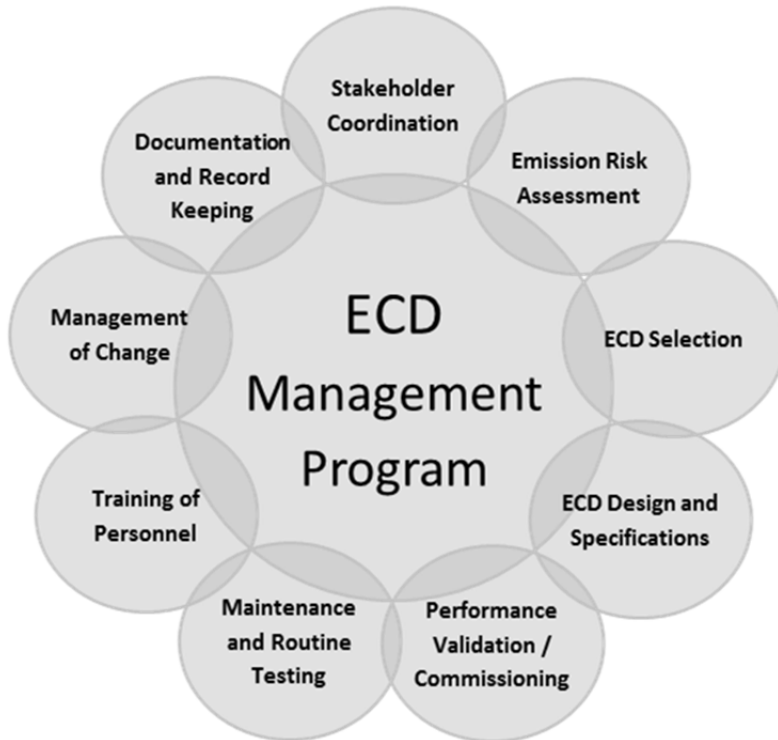 Stakeholder
Coordination
Emission Risk
Assessment
ECD Selection
ECD Design and
Specifications
Performance
Validation /
Commissioning
Maintenance
and Routine
Testing
Training of
Personnel
Management
of Change
Documentation
and Record
Keeping
ECD
Management
Program